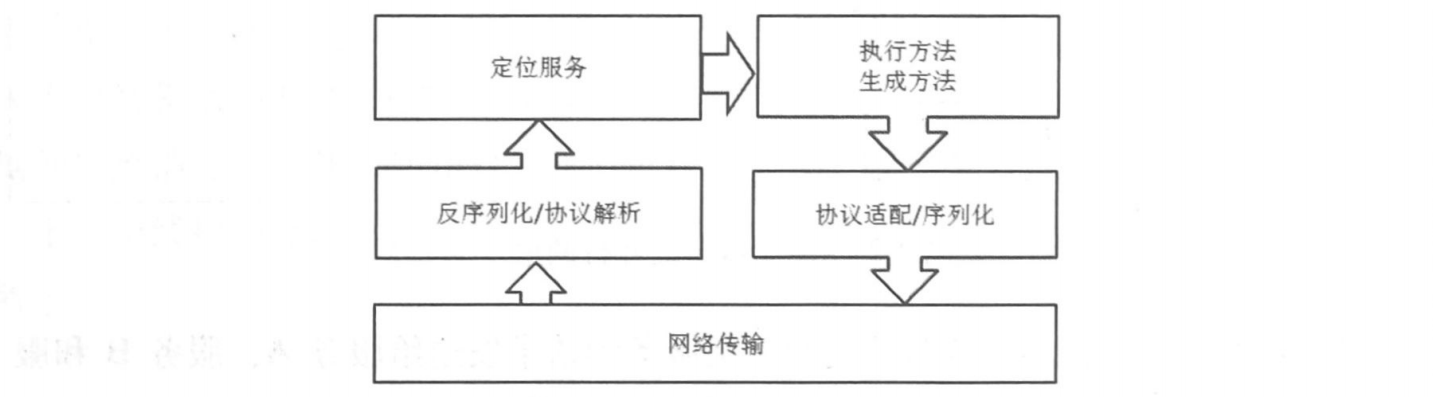 定位服务
执行方法
生成方法
反序列化/协议解析
协议适配/序列化
网络传输